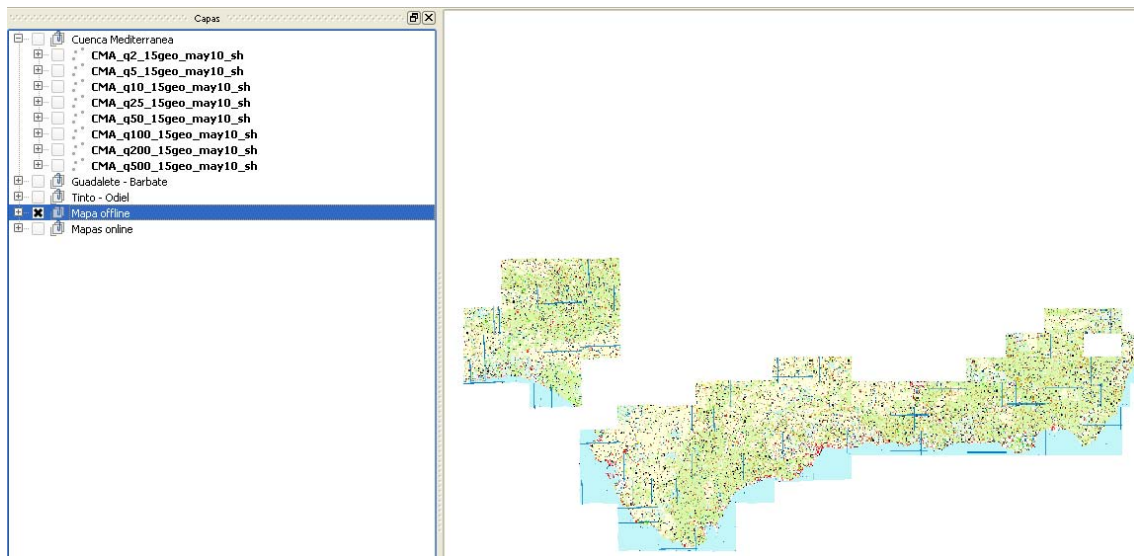 Capas
Cuenca Mediterranea
CMA_q2_15geo_may10_sh
CMA_q5_15geo_may10_sh
CMA_q10_15geo_may10_sh
CMA_q25_15geo_may10_sh
CMA_q50_15geo_may10_sh
CMA_q100_15geo_may10_sh
CMA_q200_15geo_may10_sh
CMA_q500_15geo_may10_sh
Guadalete - Barbate
Tinto - Odiel
Mapa offline
Mapas online